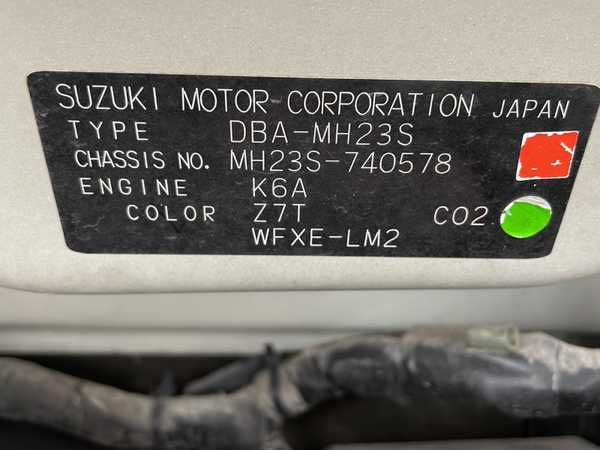 SUZUKI MOTOR CORPORATION JAPAN
TYPE DBA-MH23S
CHASSIS NO. MH23S-740578
ENGINE K6A
COLOR Z7T CO2
WFXE-LM2